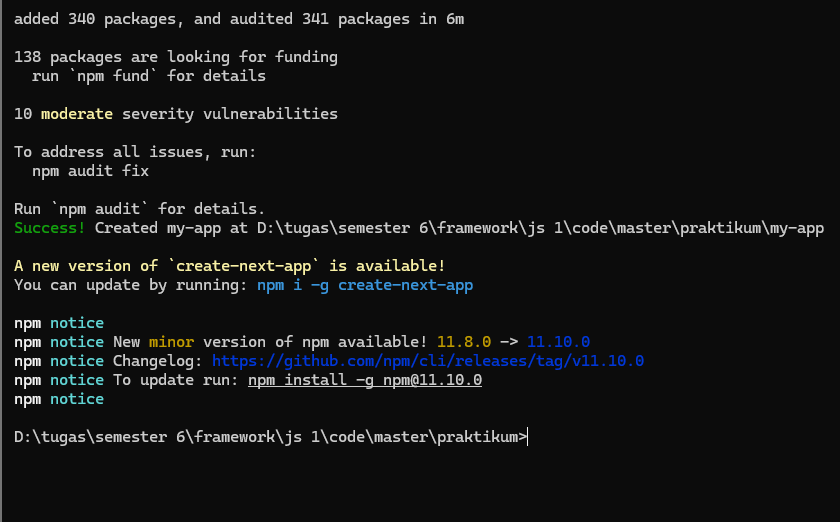 added 340 packages, and audited 341 packages in 6m
138 packages are looking for funding
run `npm fund` for details
10 moderate severity vulnerabilities
To address all issues, run:
npm audit fix
Run `npm audit` for details.
Success! Created my-app at D:\tugas\semester 6\framework\js 1\code\master\praktikum\my-app
A new version of `create-next-app` is available!
You can update by running: npm i -g create-next-app
npm notice
npm notice New minor version of npm available! 11.8.0 -> 11.10.0
npm notice Changelog: https://github.com/npm/cli/releases/tag/v11.10.0
npm notice To update run: npm install -g npm@11.10.0
npm notice
D:\tugas\semester 6\framework\js 1\code\master\praktikum>